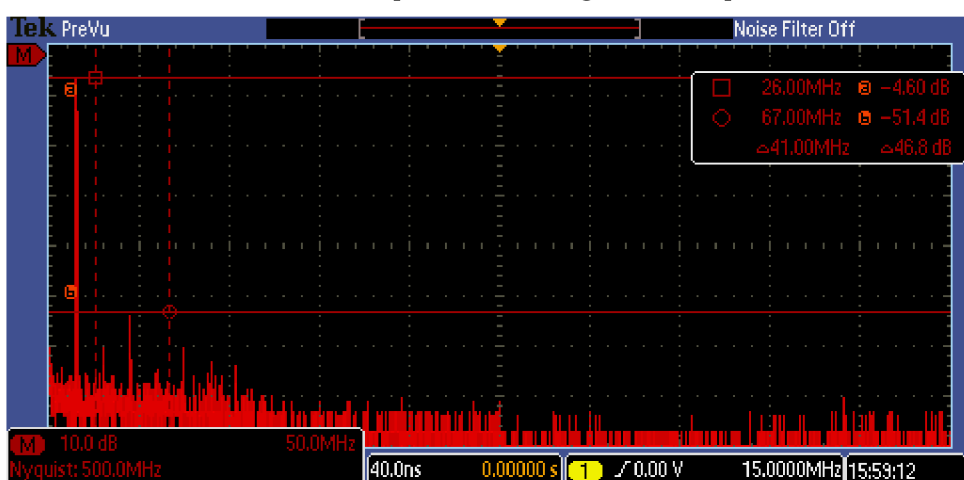 Tek PreVu
Noise Filter Off
M
a
26.00MHz a −4.60 dB
67.00MHz b −51.4 dB
△41.00MHz △46.8 dB
b
M 10.0 dB 50.0MHz
Nyquist: 500.0MHz
40.0ns 0.00000 s
1 0.00 V 15.0000MHz
15:59:12